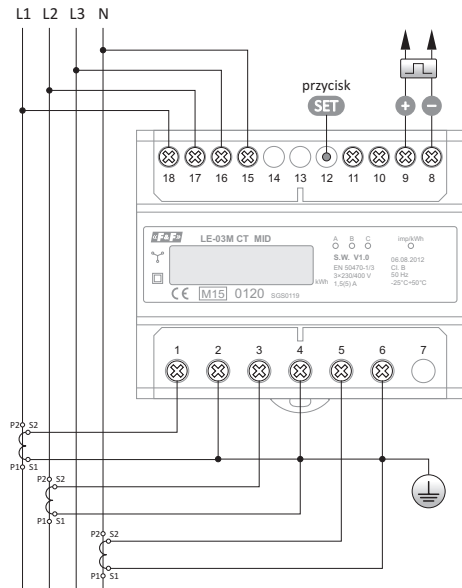 L1 L2 L3 N
przycisk
SET
+ −
18 17 16 15 14 13 12 11 10 9 8
F&F LE-03M CT MID
A B C imp/kWh
S.W. V1.0 06.08.2012
EN 50470-1/3 Cl. B
3×230/400 V 50 Hz
kWh 1,5(5) A -25°C÷50°C
CE M15 0120 SGS0119
1 2 3 4 5 6 7
P2 S2
P1 S1
P2 S2
P1 S1
P2 S2
P1 S1